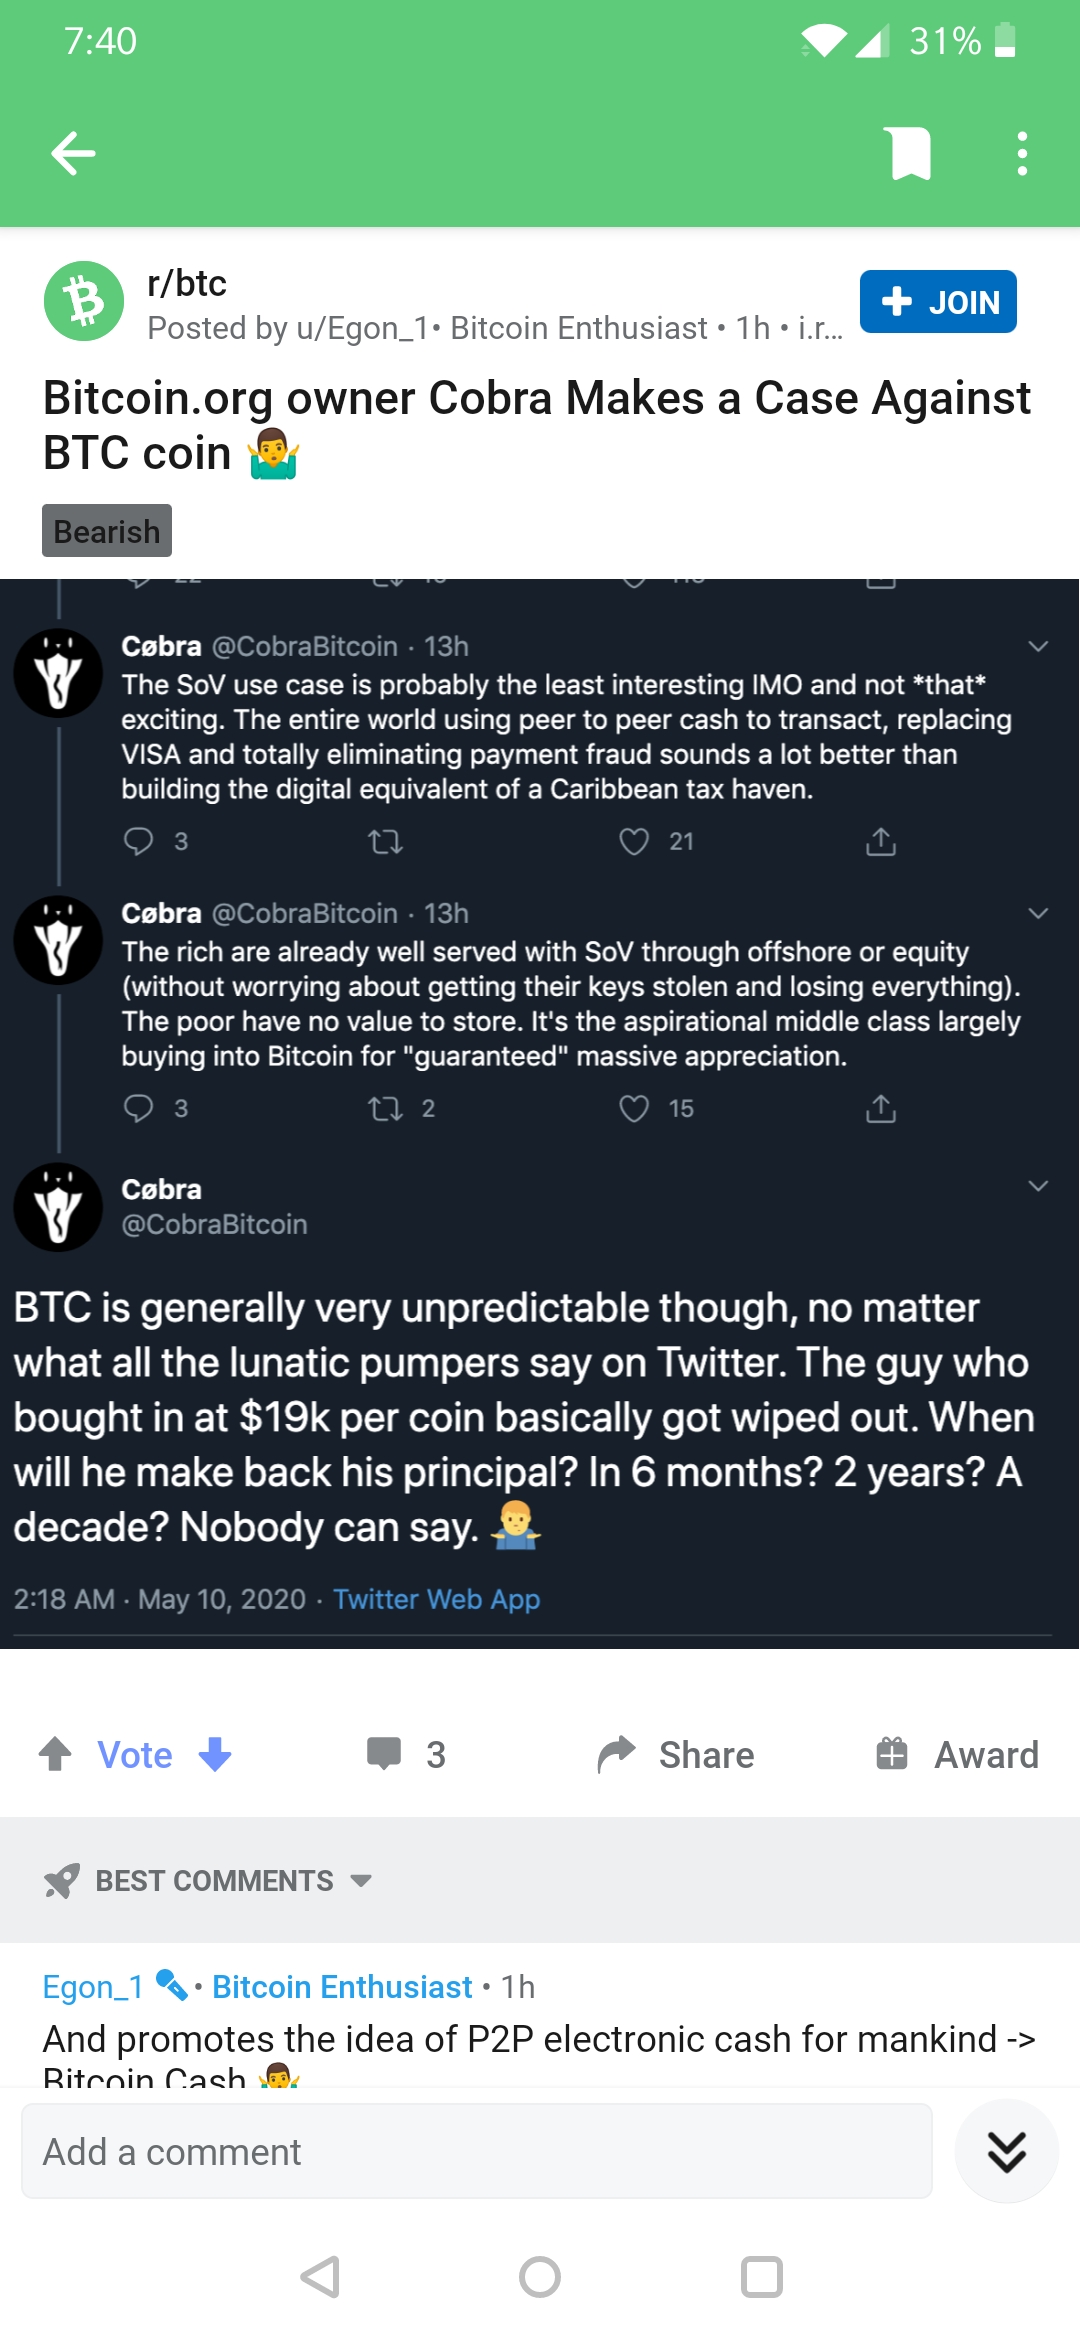 7:40
31%
r/btc
Posted by u/Egon_1• Bitcoin Enthusiast • 1h • i.r...
JOIN
Bitcoin.org owner Cobra Makes a Case Against
BTC coin 🤷‍♂️
Bearish
Cøbra @CobraBitcoin · 13h
The SoV use case is probably the least interesting IMO and not *that*
exciting. The entire world using peer to peer cash to transact, replacing
VISA and totally eliminating payment fraud sounds a lot better than
building the digital equivalent of a Caribbean tax haven.
3 21
Cøbra @CobraBitcoin · 13h
The rich are already well served with SoV through offshore or equity
(without worrying about getting their keys stolen and losing everything).
The poor have no value to store. It's the aspirational middle class largely
buying into Bitcoin for "guaranteed" massive appreciation.
3 2 15
Cøbra
@CobraBitcoin
BTC is generally very unpredictable though, no matter
what all the lunatic pumpers say on Twitter. The guy who
bought in at $19k per coin basically got wiped out. When
will he make back his principal? In 6 months? 2 years? A
decade? Nobody can say. 🤷‍♂️
2:18 AM · May 10, 2020 · Twitter Web App
Vote 3 Share Award
BEST COMMENTS
Egon_1 • Bitcoin Enthusiast • 1h
And promotes the idea of P2P electronic cash for mankind ->
Bitcoin Cash 🤷‍♂️
Add a comment